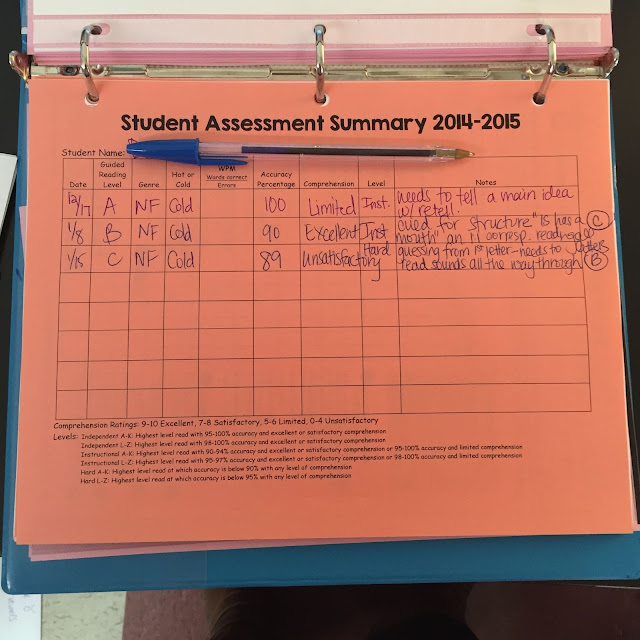 Student Assessment Summary 2014-2015
Student Name:
Date Guided Reading Level Genre Hot or Cold WPM Words correct Errors Accuracy Percentage Comprehension Level Notes
12/17 A NF Cold 100 Limited Inst. needs to tell a main idea
w/ retell.
1/8 B NF Cold 90 Excellent Inst cued for structure "is has a C
mouth" an
1/15 C NF Cold 89 Unsatisfactory Hard guessing from 1st letter-needs to
read sounds all the way through B
Comprehension Ratings: 9-10 Excellent, 7-8 Satisfactory, 5-6 Limited, 0-4 Unsatisfactory
Levels: Independent A-K: Highest level read with 95-100% accuracy and excellent or satisfactory comprehension
Independent L-Z: Highest level read with 98-100% accuracy and excellent or satisfactory comprehension
Instructional A-K: Highest level read with 90-94% accuracy and excellent or satisfactory comprehension or 95-100% accuracy and limited comprehension
Instructional L-Z: Highest level read with 95-97% accuracy and excellent or satisfactory comprehension or 98-100% accuracy and limited comprehension
Hard A-K: Highest level read at which accuracy is below 90% with any level of comprehension
Hard L-Z: Highest level read at which accuracy is below 95% with any level of comprehension